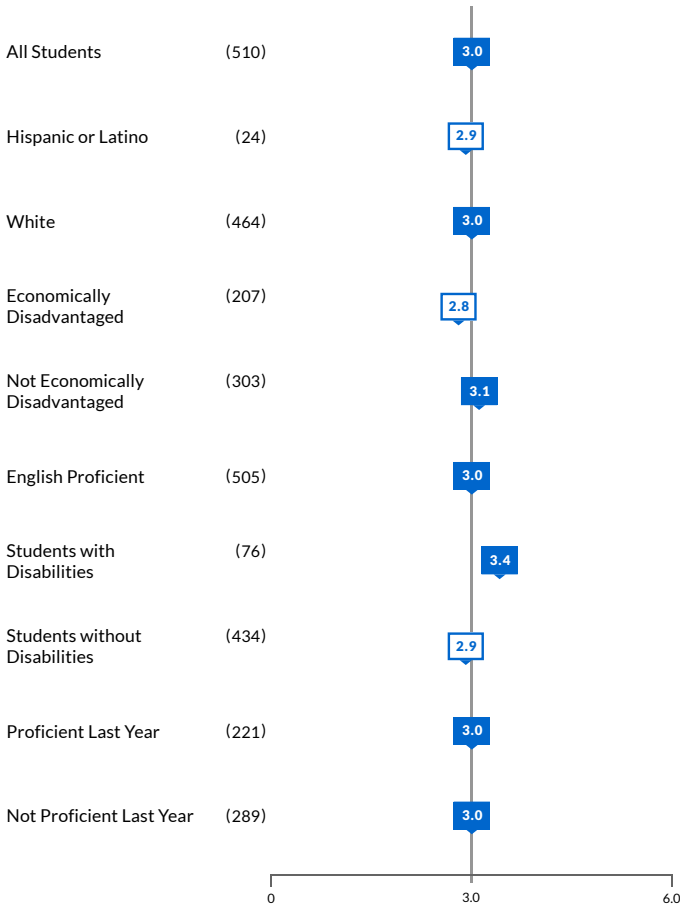 All Students (510) 3.0
Hispanic or Latino (24) 2.9
White (464) 3.0
Economically (207) 2.8
Disadvantaged
Not Economically (303) 3.1
Disadvantaged
English Proficient (505) 3.0
Students with (76) 3.4
Disabilities
Students without (434) 2.9
Disabilities
Proficient Last Year (221) 3.0
Not Proficient Last Year (289) 3.0
0 3.0 6.0